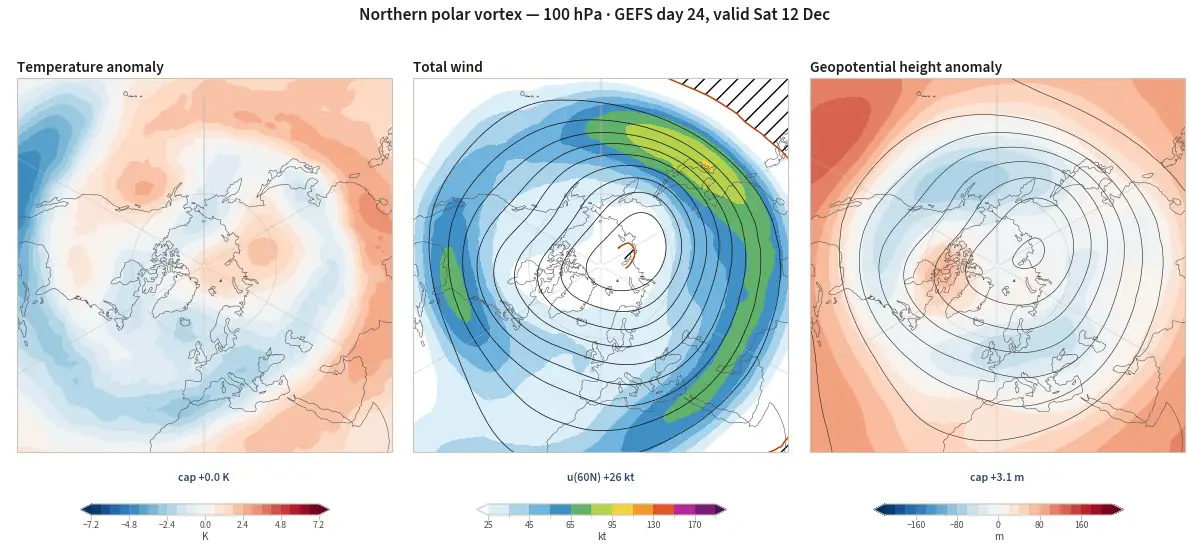 Northern polar vortex — 100 hPa · GEFS day 24, valid Sat 12 Dec
Temperature anomaly
Total wind
Geopotential height anomaly
cap +0.0 K
u(60N) +26 kt
cap +3.1 m
−7.2 −4.8 −2.4 0.0 2.4 4.8 7.2
K
25 45 65 95 130 170
kt
−160 −80 0 80 160
m